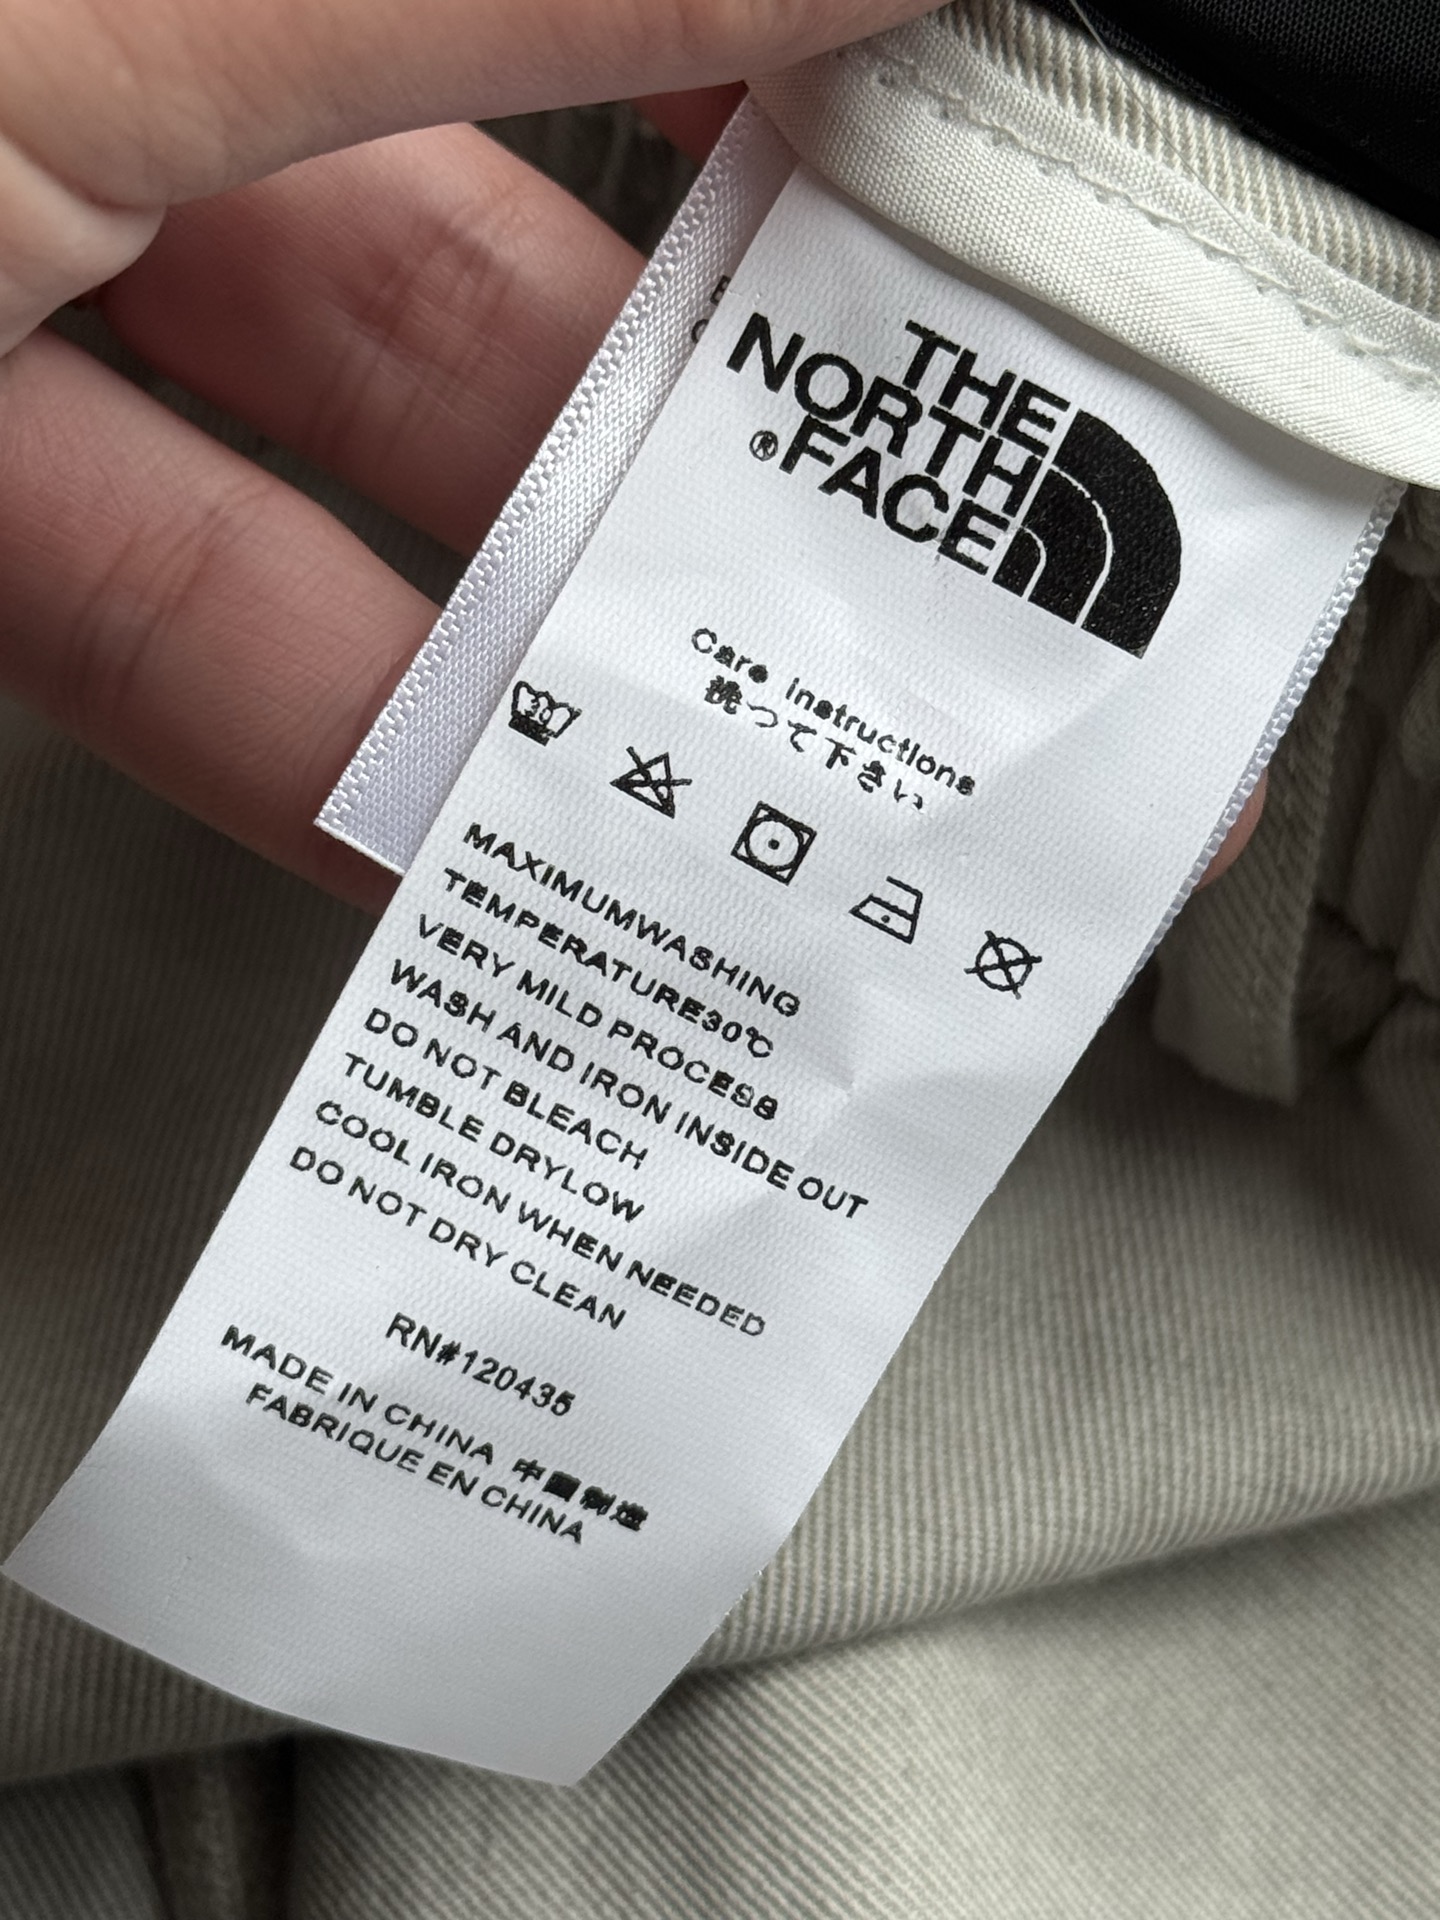 THE
NORTH
FACE
®
Care instructions
洗つて下さい
30
MAXIMUMWASHING
TEMPERATURE30℃
VERY MILD PROCESS
WASH AND IRON INSIDE OUT
DO NOT BLEACH
TUMBLE DRYLOW
COOL IRON WHEN NEEDED
DO NOT DRY CLEAN
RN#120435
MADE IN CHINA 中國制造
FABRIQUE EN CHINA